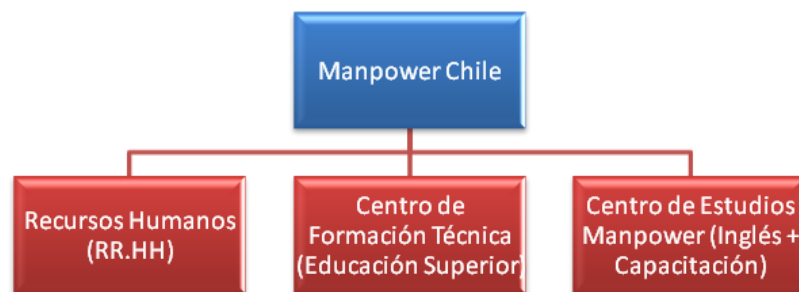 Manpower Chile
Recursos Humanos
(RR.HH)
Centro de
Formación Técnica
(Educación Superior)
Centro de Estudios
Manpower (Inglés +
Capacitación)